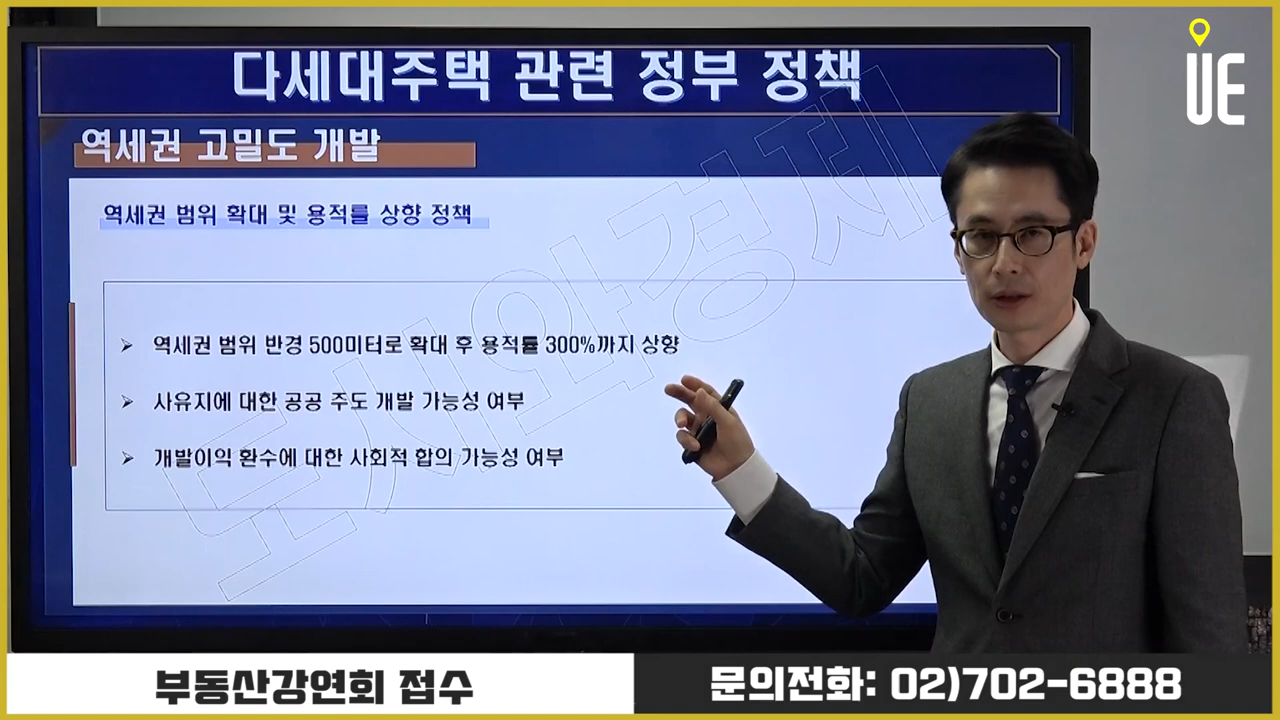 다세대주택 관련 정부 정책
UE
역세권 고밀도 개발
역세권 범위 확대 및 용적률 상향 정책
역세권 범위 반경 500미터로 확대 후 용적률 300%까지 상향
사유지에 대한 공공 주도 개발 가능성 여부
개발이익 환수에 대한 사회적 합의 가능성 여부
도시와경제
부동산강연회 접수
문의전화: 02)702-6888